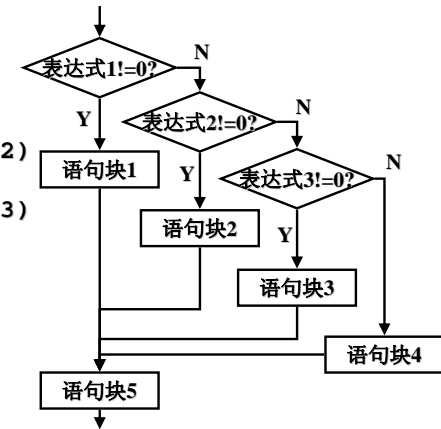 表达式1!=0?
N
Y
表达式2!=0?
N
2)
语句块1
Y
表达式3!=0?
N
3)
语句块2
Y
语句块3
语句块4
语句块5